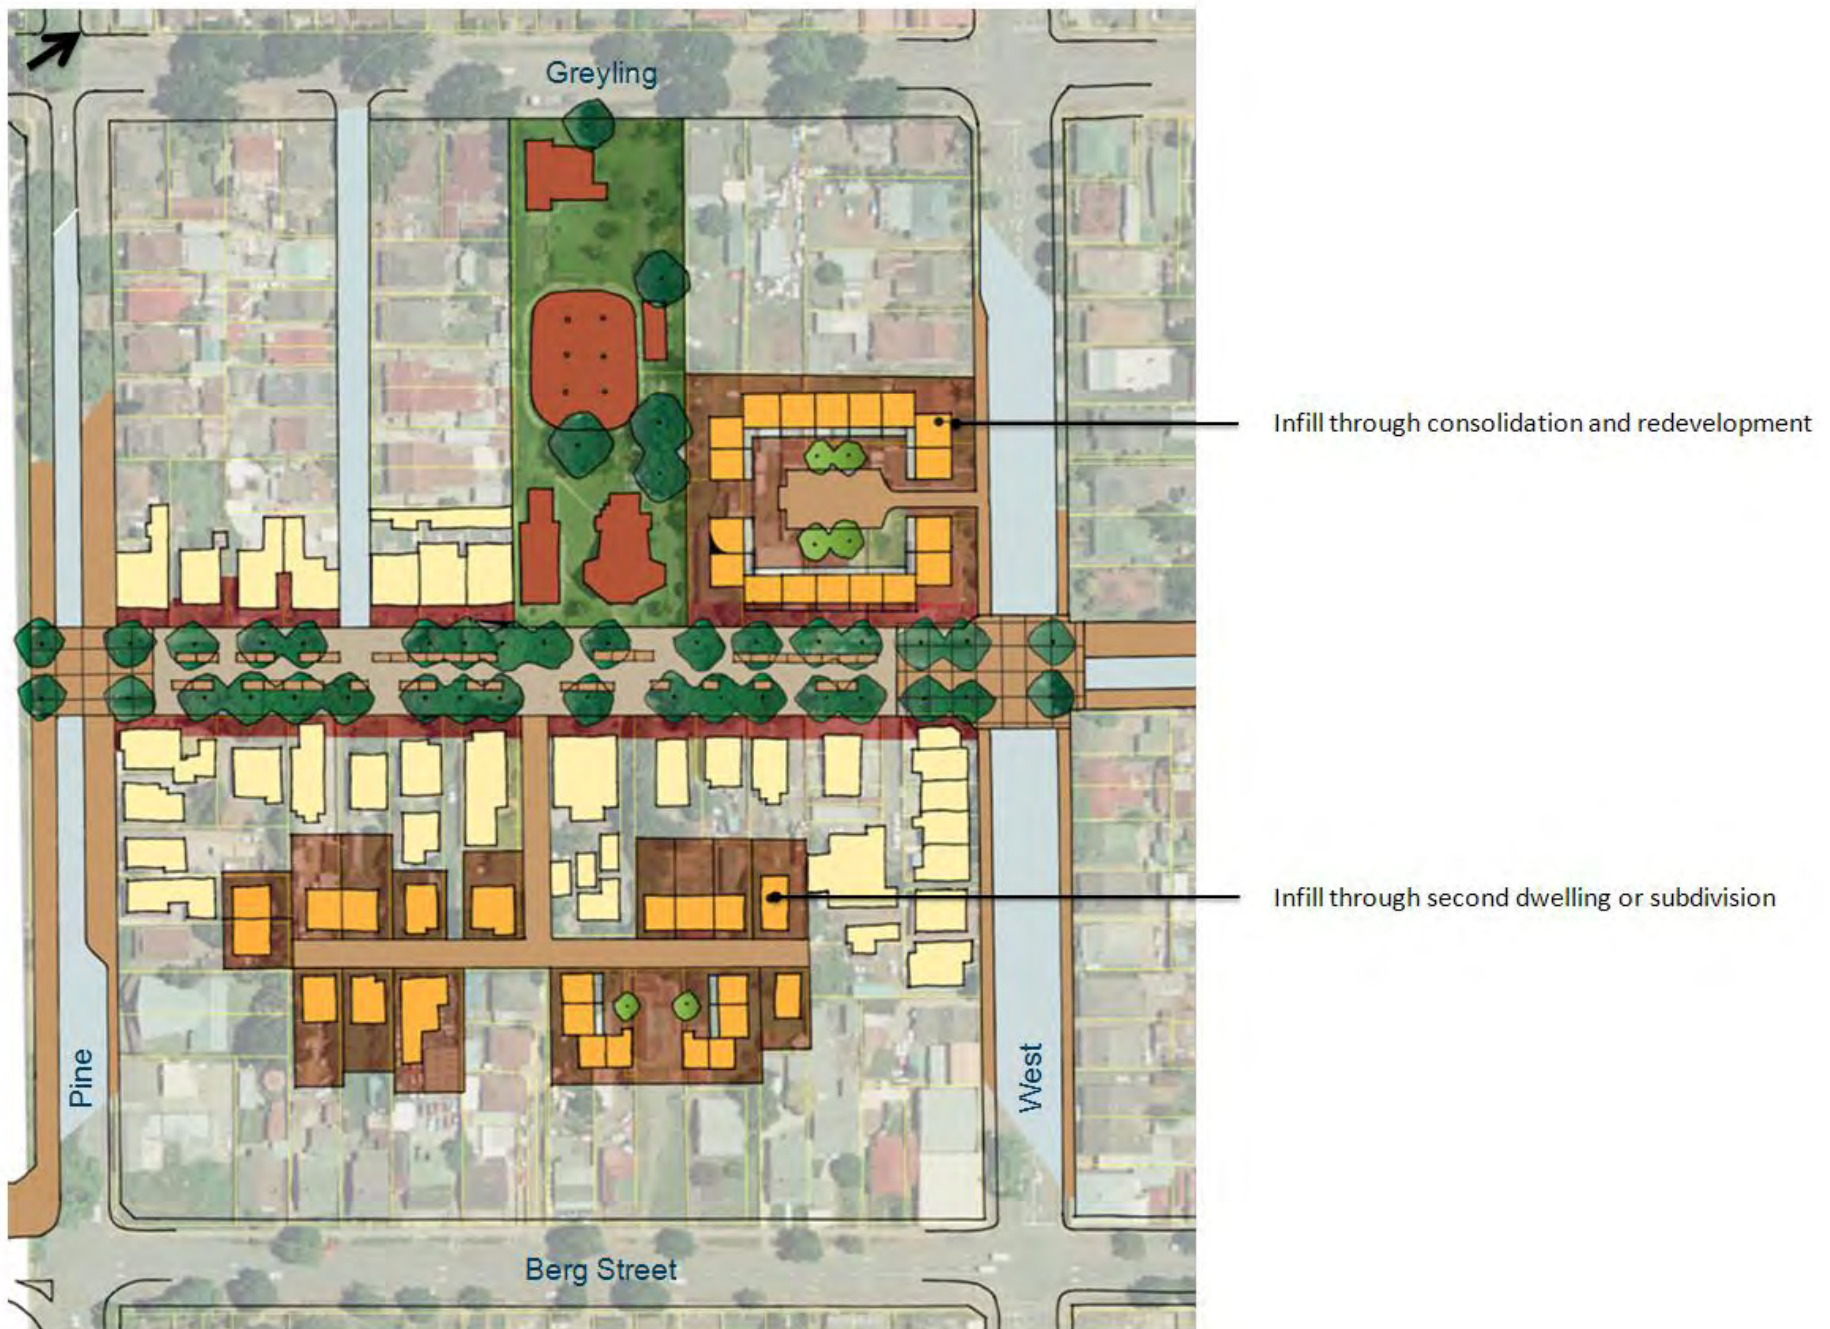 Greyling
Infill through consolidation and redevelopment
Infill through second dwelling or subdivision
Pine
West
Berg Street